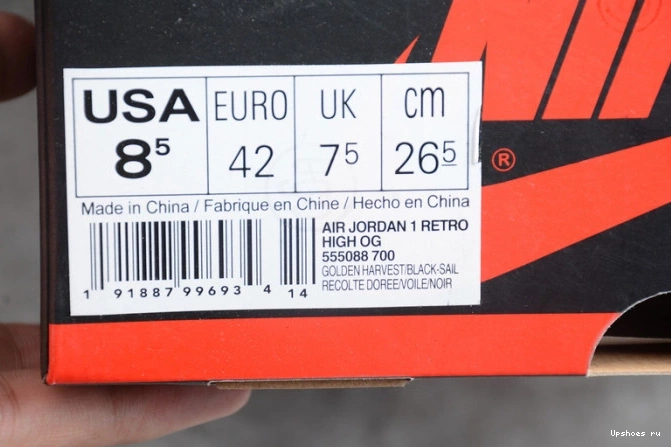 NIKE
®
USA EURO UK cm
8⁵ 42 7⁵ 26⁵
Made in China / Fabrique en Chine / Hecho en China
AIR JORDAN 1 RETRO
HIGH OG
555088 700
GOLDEN HARVEST/BLACK-SAIL
RECOLTE DOREE/VOILE/NOIR
1 91887 99693 4 14
Upshoes ru